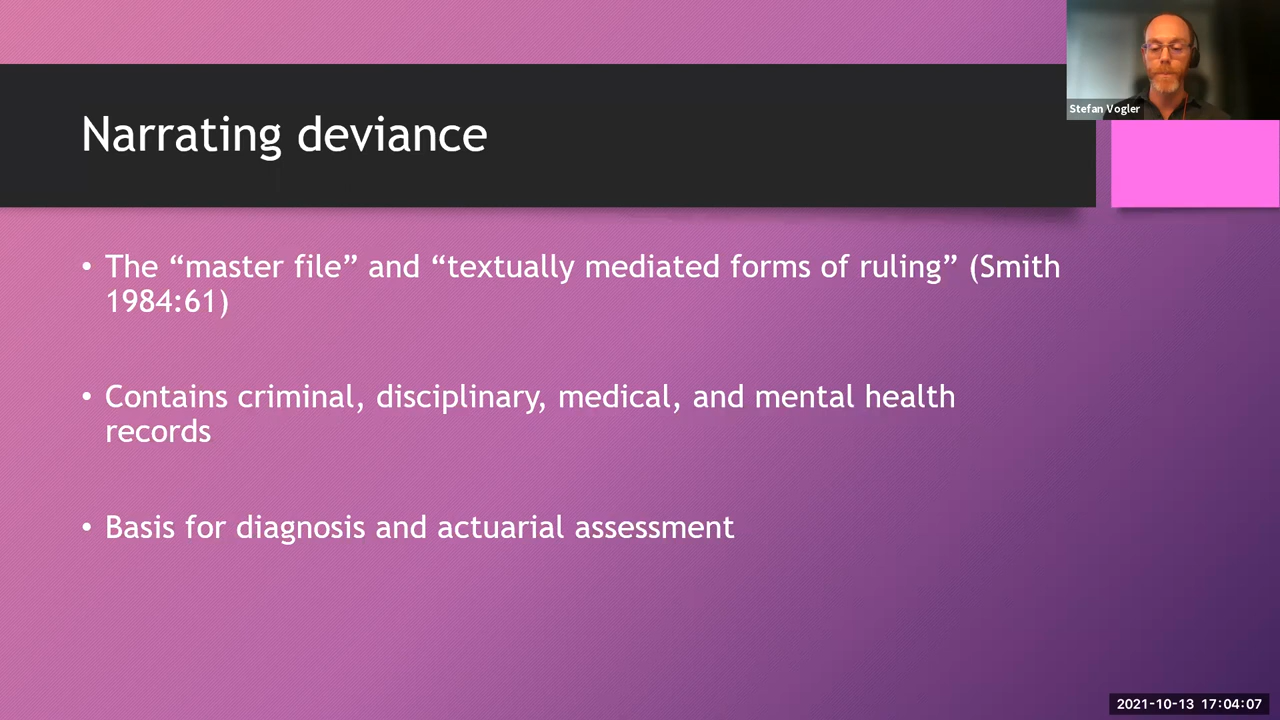 Stefan Vogler
Narrating deviance
• The “master file” and “textually mediated forms of ruling” (Smith
1984:61)
• Contains criminal, disciplinary, medical, and mental health
records
• Basis for diagnosis and actuarial assessment
2021-10-13 17:04:07